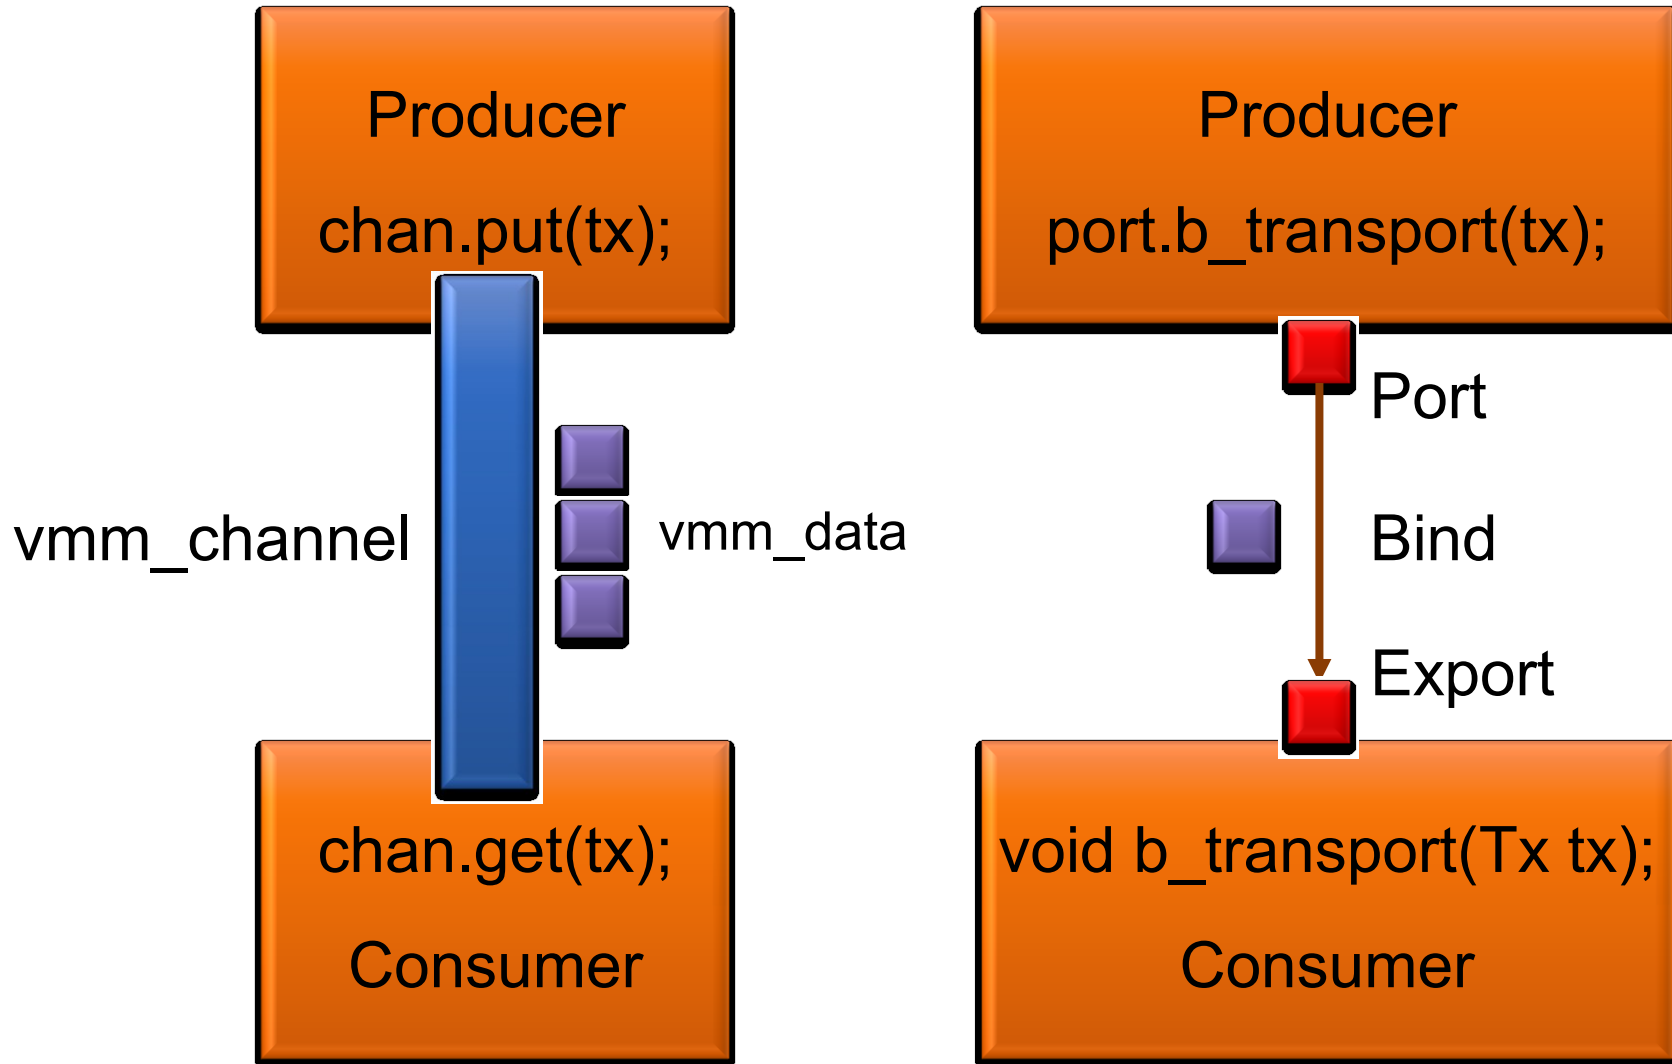 Producer
chan.put(tx);
vmm_channel
vmm_data
chan.get(tx);
Consumer
Producer
port.b_transport(tx);
Port
Bind
Export
void b_transport(Tx tx);
Consumer